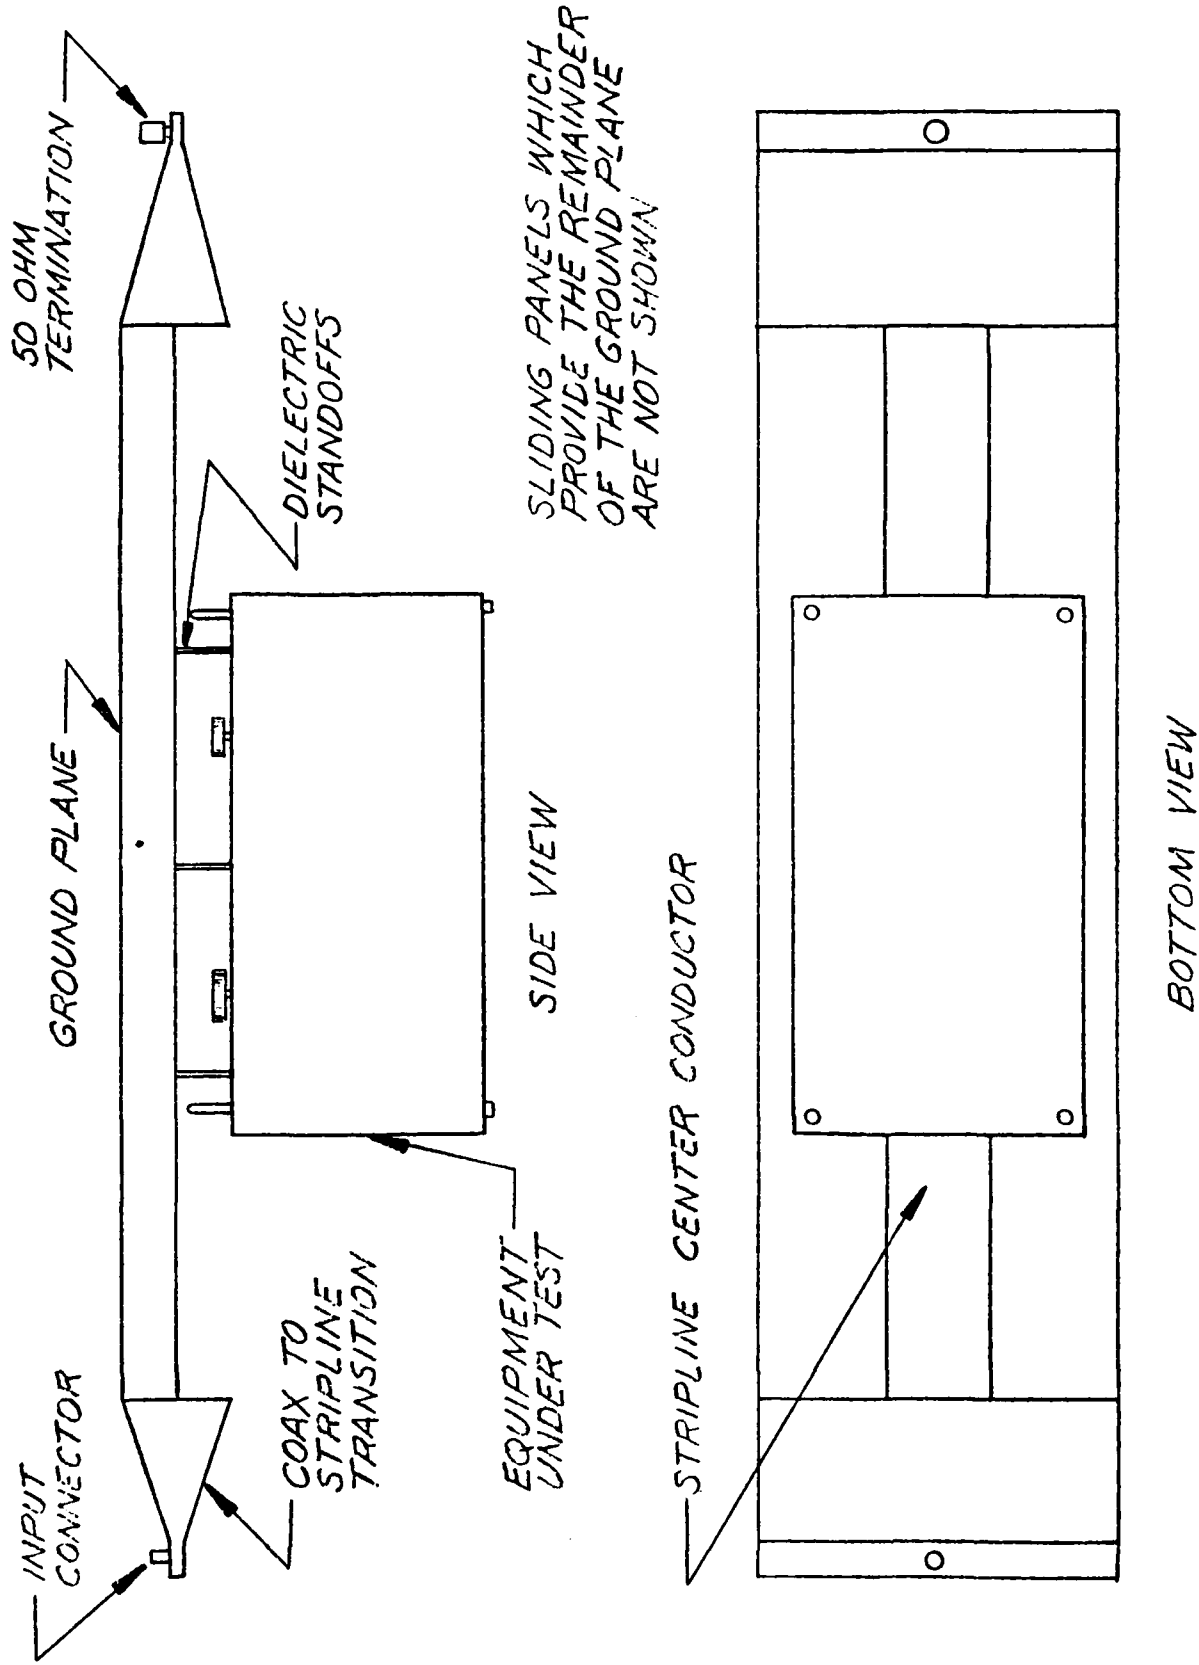 INPUT
CONNECTOR
GROUND PLANE
50 OHM
TERMINATION
COAX TO
STRIPLINE
TRANSITION
DIELECTRIC
STANDOFFS
EQUIPMENT
UNDER TEST
SIDE VIEW
SLIDING PANELS WHICH
PROVIDE THE REMAINDER
OF THE GROUND PLANE
ARE NOT SHOWN
STRIPLINE CENTER CONDUCTOR
BOTTOM VIEW